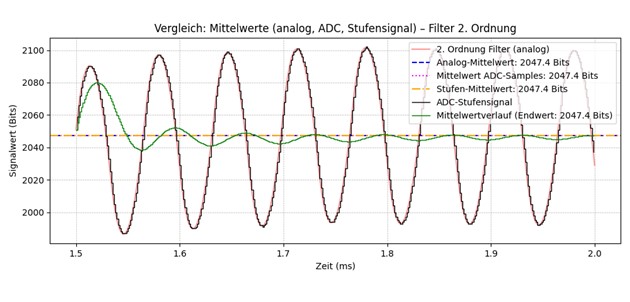 Vergleich: Mittelwerte (analog, ADC, Stufensignal) – Filter 2. Ordnung
2. Ordnung Filter (analog)
Analog-Mittelwert: 2047.4 Bits
Mittelwert ADC-Samples: 2047.4 Bits
Stufen-Mittelwert: 2047.4 Bits
ADC-Stufensignal
Mittelwertverlauf (Endwert: 2047.4 Bits)
Signalwert (Bits)
2100
2080
2060
2040
2020
2000
1.5 1.6 1.7 1.8 1.9 2.0
Zeit (ms)